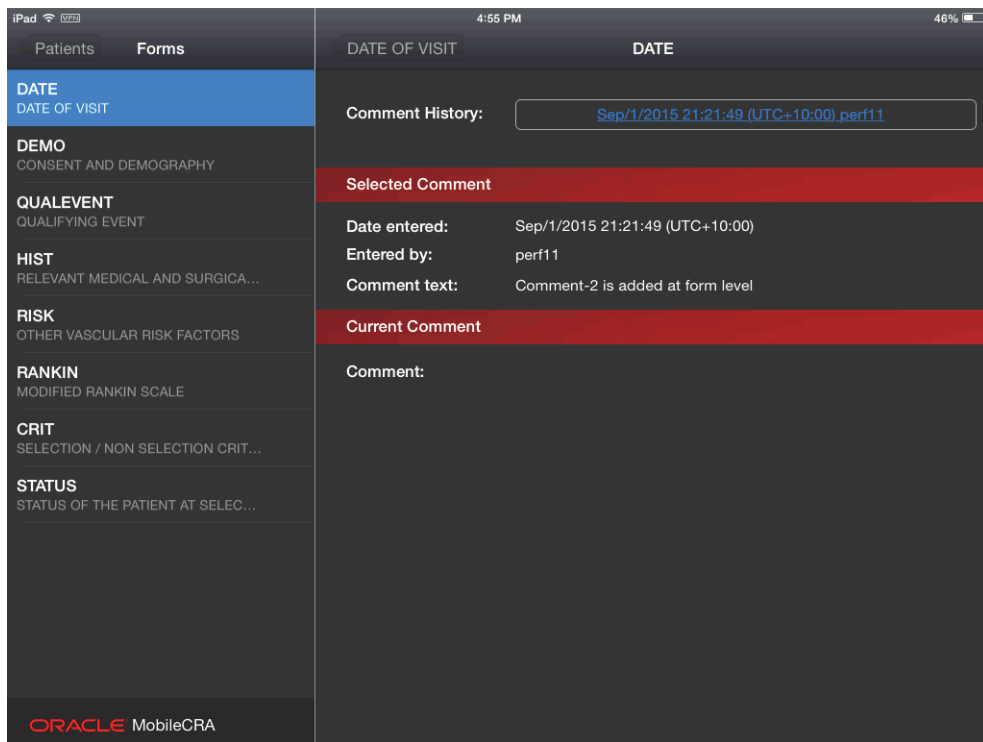 iPad VPN 4:55 PM 46%
Patients Forms
DATE
DATE OF VISIT
DEMO
CONSENT AND DEMOGRAPHY
QUALEVENT
QUALIFYING EVENT
HIST
RELEVANT MEDICAL AND SURGICA...
RISK
OTHER VASCULAR RISK FACTORS
RANKIN
MODIFIED RANKIN SCALE
CRIT
SELECTION / NON SELECTION CRIT...
STATUS
STATUS OF THE PATIENT AT SELEC...
ORACLE MobileCRA
DATE OF VISIT DATE
Comment History: Sep/1/2015 21:21:49 (UTC+10:00) perf11
Selected Comment
Date entered: Sep/1/2015 21:21:49 (UTC+10:00)
Entered by: perf11
Comment text: Comment-2 is added at form level
Current Comment
Comment: